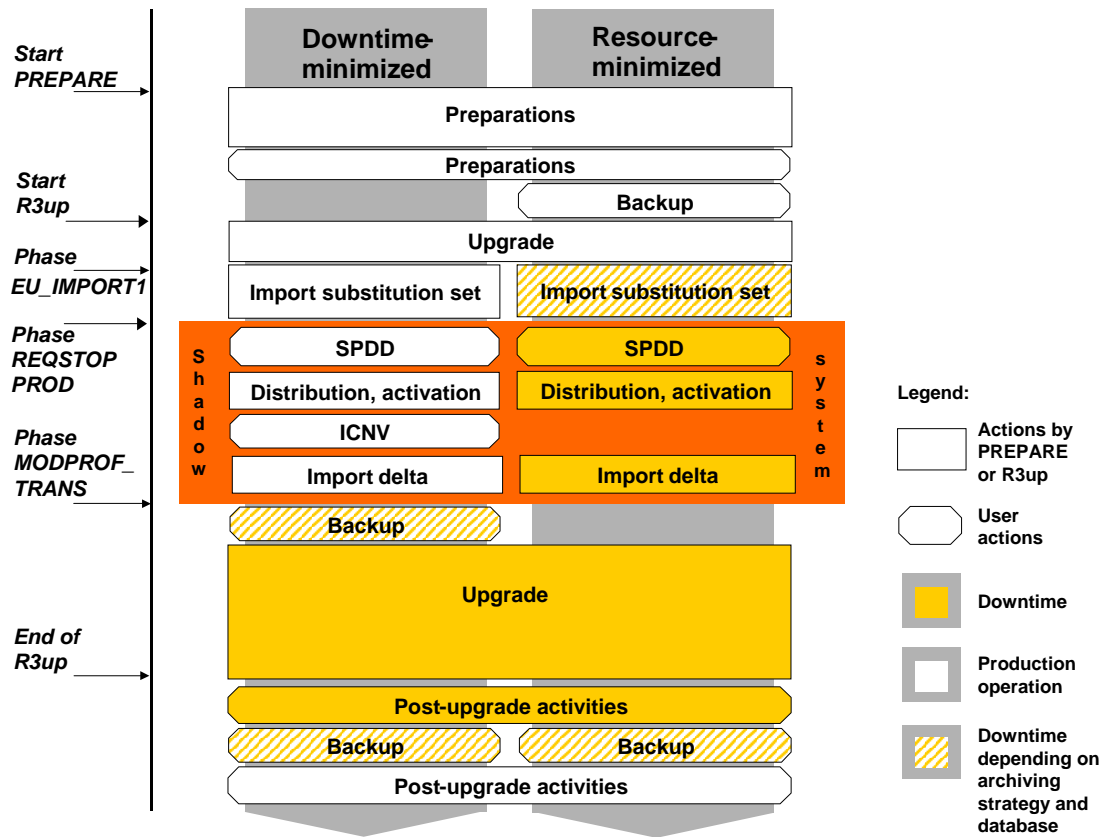 Downtime-
minimized
Resource-
minimized
Start
PREPARE
Preparations
Preparations
Start
R3up
Backup
Upgrade
Phase
EU_IMPORT1
Import substitution set
Import substitution set
Phase
REQSTOP
PROD
Shadow
system
SPDD
SPDD
Distribution, activation
Distribution, activation
ICNV
Phase
MODPROF_
TRANS
Import delta
Import delta
Backup
Upgrade
End of
R3up
Post-upgrade activities
Backup
Backup
Post-upgrade activities
Legend:
Actions by
PREPARE
or R3up
User
actions
Downtime
Production
operation
Downtime
depending on
archiving
strategy and
database